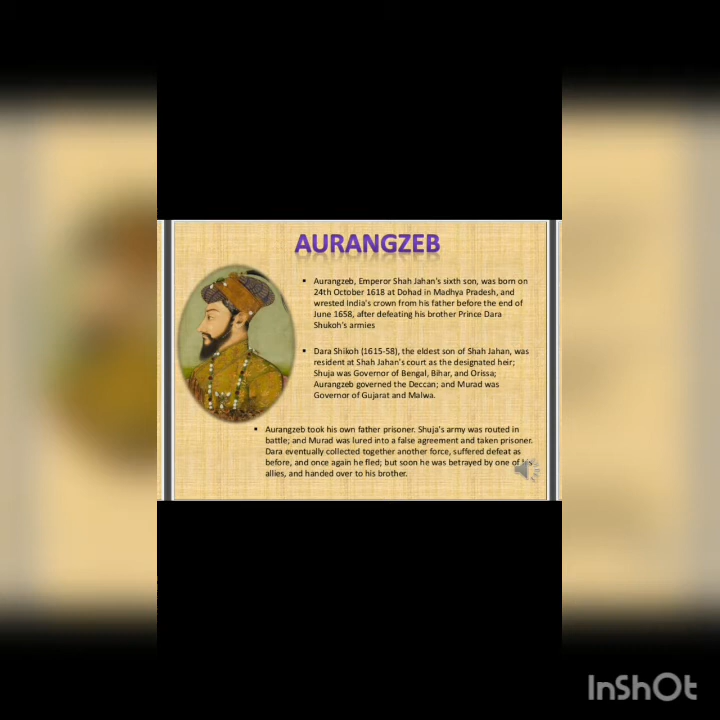 AURANGZEB
▪ Aurangzeb, Emperor Shah Jahan's sixth son, was born on
24th October 1618 at Dohad in Madhya Pradesh, and
wrested India's crown from his father before the end of
June 1658, after defeating his brother Prince Dara
Shukoh's armies
▪ Dara Shikoh (1615-58), the eldest son of Shah Jahan, was
resident at Shah Jahan's court as the designated heir;
Shuja was Governor of Bengal, Bihar, and Orissa;
Aurangzeb governed the Deccan; and Murad was
Governor of Gujarat and Malwa.
▪ Aurangzeb took his own father prisoner. Shuja's army was routed in
battle; and Murad was lured into a false agreement and taken prisoner.
Dara eventually collected together another force, suffered defeat as
before, and once again he fled; but soon he was betrayed by one of
allies, and handed over to his brother.
InShOt